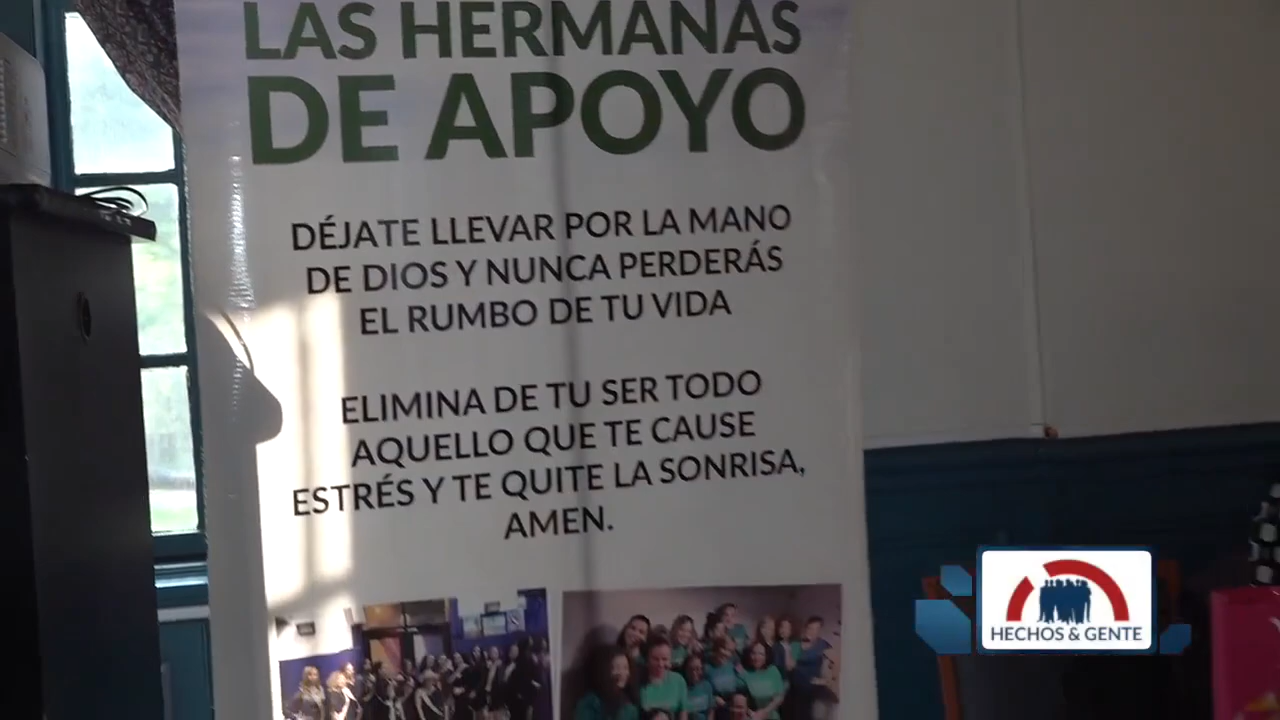 LAS HERMANAS
DE APOYO
DÉJATE LLEVAR POR LA MANO
DE DIOS Y NUNCA PERDERÁS
EL RUMBO DE TU VIDA
ELIMINA DE TU SER TODO
AQUELLO QUE TE CAUSE
ESTRÉS Y TE QUITE LA SONRISA,
AMEN.
HECHOS & GENTE